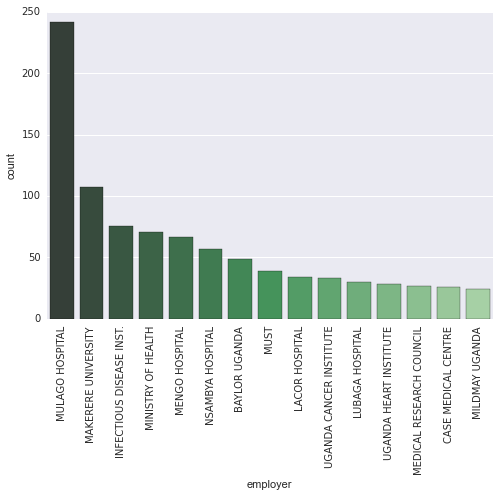 250
200
150
100
50
0
count
MULAGO HOSPITAL
MAKERERE UNIVERSITY
INFECTIOUS DISEASE INST.
MINISTRY OF HEALTH
MENGO HOSPITAL
NSAMBYA HOSPITAL
BAYLOR UGANDA
MUST
LACOR HOSPITAL
UGANDA CANCER INSTITUTE
LUBAGA HOSPITAL
UGANDA HEART INSTITUTE
MEDICAL RESEARCH COUNCIL
CASE MEDICAL CENTRE
MILDMAY UGANDA
employer